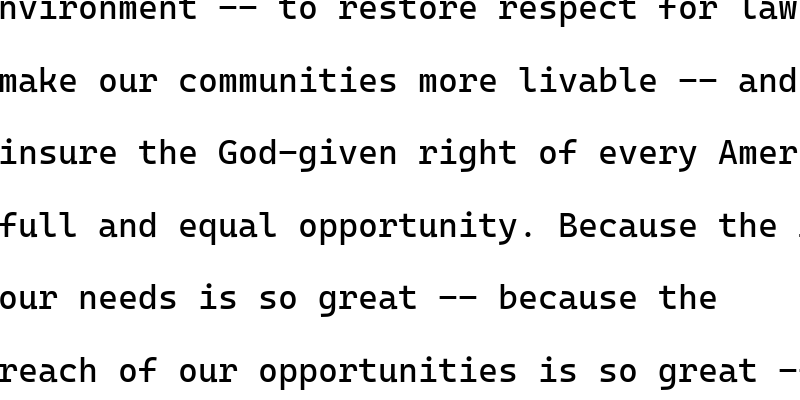 nvironment -- to restore respect for law
make our communities more livable -- and
insure the God-given right of every Amer
full and equal opportunity. Because the
our needs is so great -- because the
reach of our opportunities is so great --